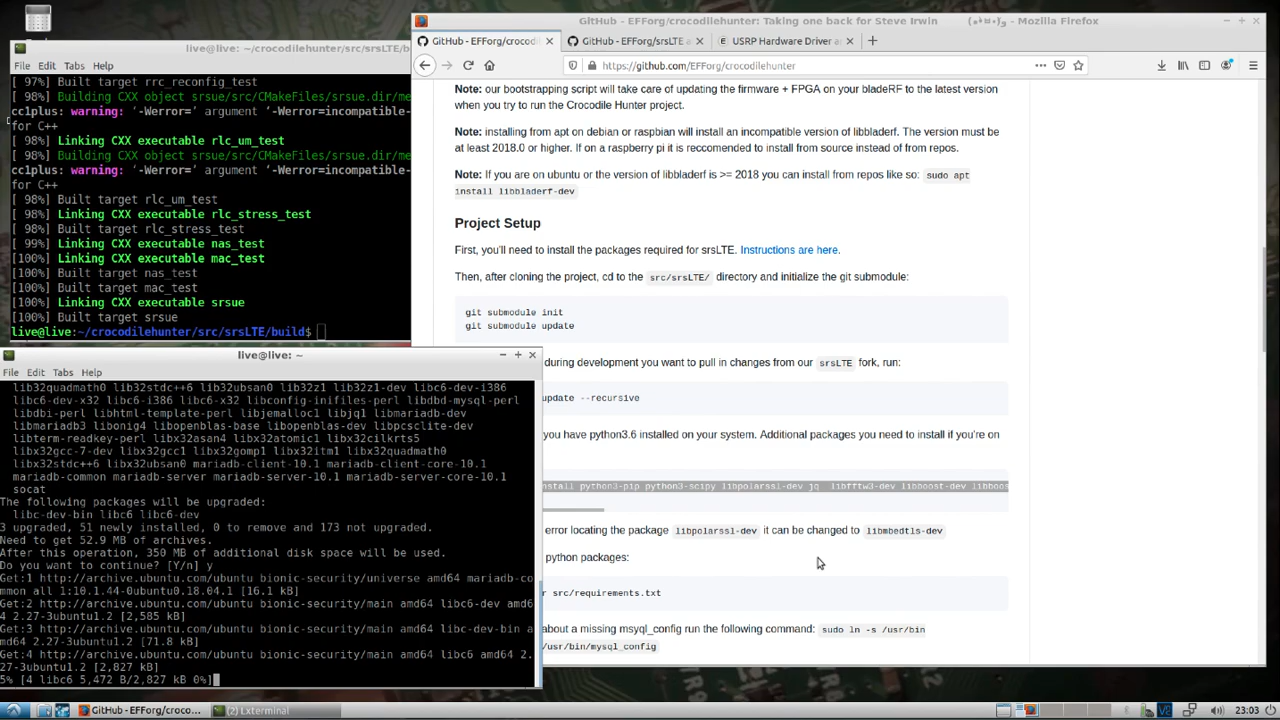 live@live: ~/crocodilehunter/src/srsLTE/b
File Edit Tabs Help
[ 97%] Built target rrc_reconfig_test
[ 98%] Building CXX object srsue/src/CMakeFiles/srsue.dir/me
cc1plus: warning: ‘-Werror=’ argument ‘-Werror=incompatible-
for C++
[ 98%] Linking CXX executable rlc_um_test
[ 98%] Building CXX object srsue/src/CMakeFiles/srsue.dir/me
cc1plus: warning: ‘-Werror=’ argument ‘-Werror=incompatible-
for C++
[ 98%] Built target rlc_um_test
[ 98%] Linking CXX executable rlc_stress_test
[ 98%] Built target rlc_stress_test
[ 99%] Linking CXX executable nas_test
[100%] Linking CXX executable mac_test
[100%] Built target nas_test
[100%] Built target mac_test
[100%] Linking CXX executable srsue
[100%] Built target srsue
live@live:~/crocodilehunter/src/srsLTE/build$
live@live: ~
File Edit Tabs Help
lib32quadmath0 lib32stdc++6 lib32ubsan0 lib32z1 lib32z1-dev libc6-dev-i386
libc6-dev-x32 libc6-i386 libc6-x32 libconfig-inifiles-perl libdbd-mysql-perl
libdbi-perl libhtml-template-perl libjemalloc1 libjq1 libmariadb-dev
libmariadb3 libonig4 libopenblas-base libopenblas-dev libpcsclite-dev
libterm-readkey-perl libx32asan4 libx32atomic1 libx32cilkrts5
libx32gcc-7-dev libx32gcc1 libx32gomp1 libx32itm1 libx32quadmath0
libx32stdc++6 libx32ubsan0 mariadb-client-10.1 mariadb-client-core-10.1
mariadb-common mariadb-server mariadb-server-10.1 mariadb-server-core-10.1
socat
The following packages will be upgraded:
libc-dev-bin libc6 libc6-dev
3 upgraded, 51 newly installed, 0 to remove and 173 not upgraded.
Need to get 52.9 MB of archives.
After this operation, 350 MB of additional disk space will be used.
Do you want to continue? [Y/n] y
Get:1 http://archive.ubuntu.com/ubuntu bionic-security/universe amd64 mariadb-co
mmon all 1:10.1.44-0ubuntu0.18.04.1 [16.1 kB]
Get:2 http://archive.ubuntu.com/ubuntu bionic-security/main amd64 libc6-dev amd6
4 2.27-3ubuntu1.2 [2,585 kB]
Get:3 http://archive.ubuntu.com/ubuntu bionic-security/main amd64 libc-dev-bin a
md64 2.27-3ubuntu1.2 [71.8 kB]
Get:4 http://archive.ubuntu.com/ubuntu bionic-security/main amd64 libc6 amd64 2.
27-3ubuntu1.2 [2,827 kB]
5% [4 libc6 5,472 B/2,827 kB 0%]
GitHub - EFForg/crocodilehunter: Taking one back for Steve Irwin - Mozilla Firefox
GitHub - EFForg/crocodi
GitHub - EFForg/srsLTE a
USRP Hardware Driver a
https://github.com/EFForg/crocodilehunter
Note: our bootstrapping script will take care of updating the firmware + FPGA on your bladeRF to the latest version
when you try to run the Crocodile Hunter project.
Note: installing from apt on debian or raspbian will install an incompatible version of libbladerf. The version must be
at least 2018.0 or higher. If on a raspberry pi it is reccomended to install from source instead of from repos.
Note: If you are on ubuntu or the version of libbladerf is >= 2018 you can install from repos like so: sudo apt
install libbladerf-dev
Project Setup
First, you'll need to install the packages required for srsLTE. Instructions are here.
Then, after cloning the project, cd to the src/srsLTE/ directory and initialize the git submodule:
git submodule init
git submodule update
during development you want to pull in changes from our srsLTE fork, run:
update --recursive
you have python3.6 installed on your system. Additional packages you need to install if you're on
nstall python3-pip python3-scipy libpolarssl-dev jq libfftw3-dev libboost-dev libboos
error locating the package libpolarssl-dev it can be changed to libmbedtls-dev
python packages:
r src/requirements.txt
about a missing msyql_config run the following command: sudo ln -s /usr/bin
/usr/bin/mysql_config
GitHub - EFForg/croco...
(2) Lxterminal
23:03